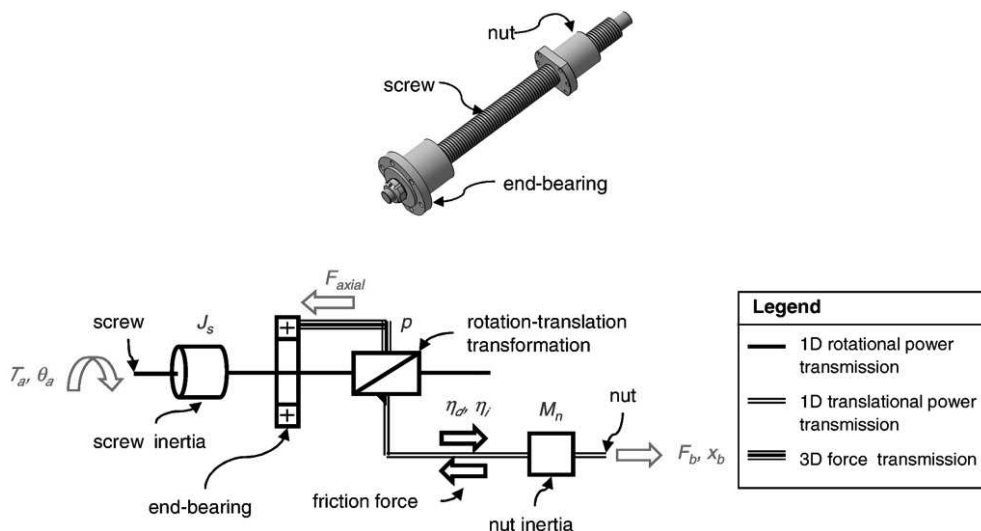 nut
screw
end-bearing
F_axial
screw
J_s
p
rotation-translation
transformation
T_a, θ_a
η_d, η_i
M_n
nut
screw inertia
F_b, x_b
friction force
end-bearing
nut inertia
Legend
1D rotational power
transmission
1D translational power
transmission
3D force transmission